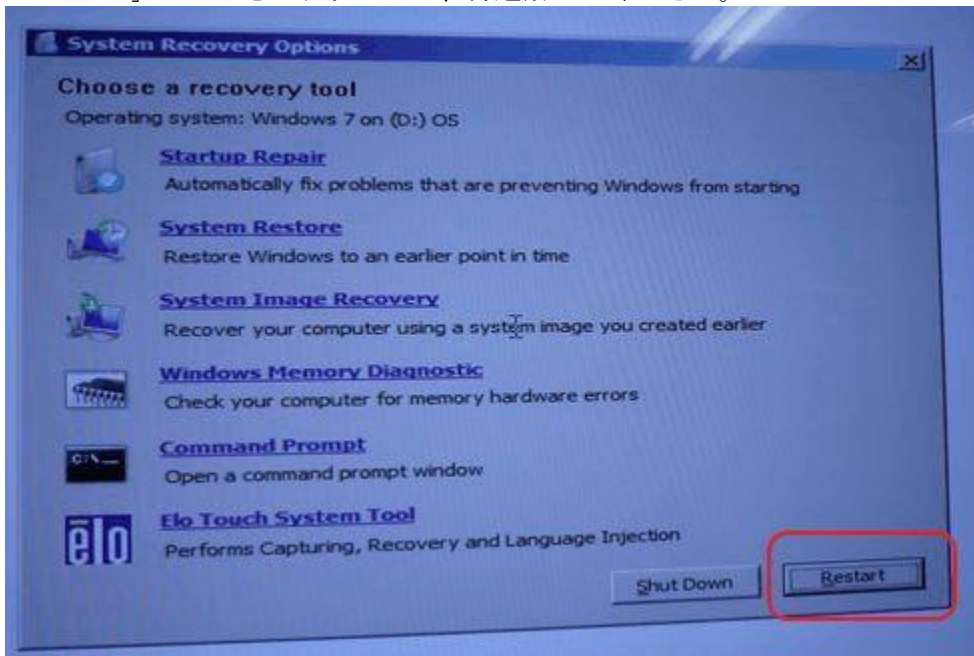 System Recovery Options
Choose a recovery tool
Operating system: Windows 7 on (D:) OS
Startup Repair
Automatically fix problems that are preventing Windows from starting
System Restore
Restore Windows to an earlier point in time
System Image Recovery
Recover your computer using a system image you created earlier
Windows Memory Diagnostic
Check your computer for memory hardware errors
C:\_
Command Prompt
Open a command prompt window
elo
Elo Touch System Tool
Performs Capturing, Recovery and Language Injection
Shut Down
Restart